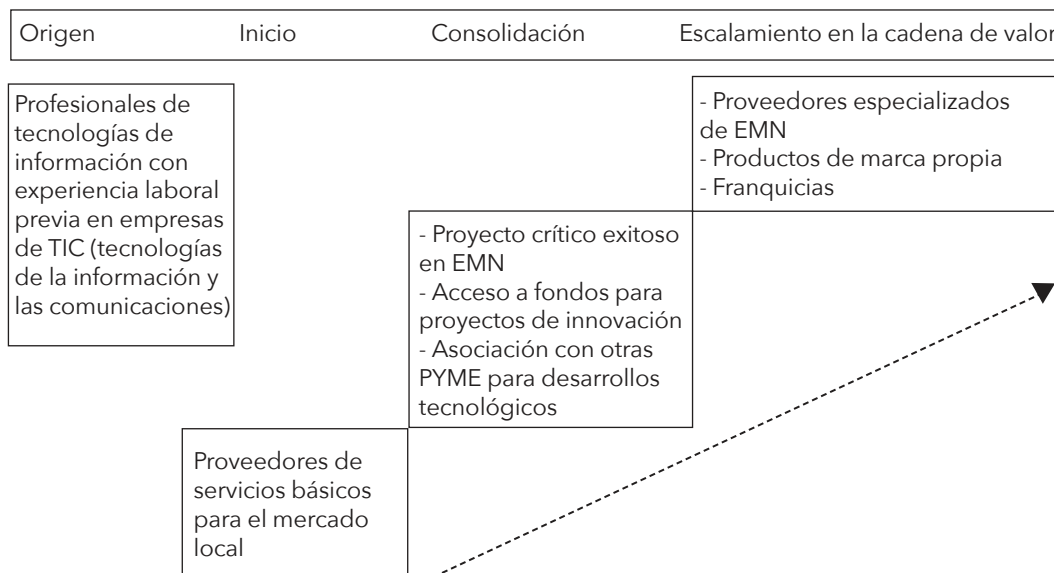 Origen Inicio Consolidación Escalamiento en la cadena de valor
Profesionales de
tecnologías de
información con
experiencia laboral
previa en empresas
de TIC (tecnologías
de la información y
las comunicaciones)
Proveedores de
servicios básicos
para el mercado
local
- Proyecto crítico exitoso
en EMN
- Acceso a fondos para
proyectos de innovación
- Asociación con otras
PYME para desarrollos
tecnológicos
- Proveedores especializados
de EMN
- Productos de marca propia
- Franquicias